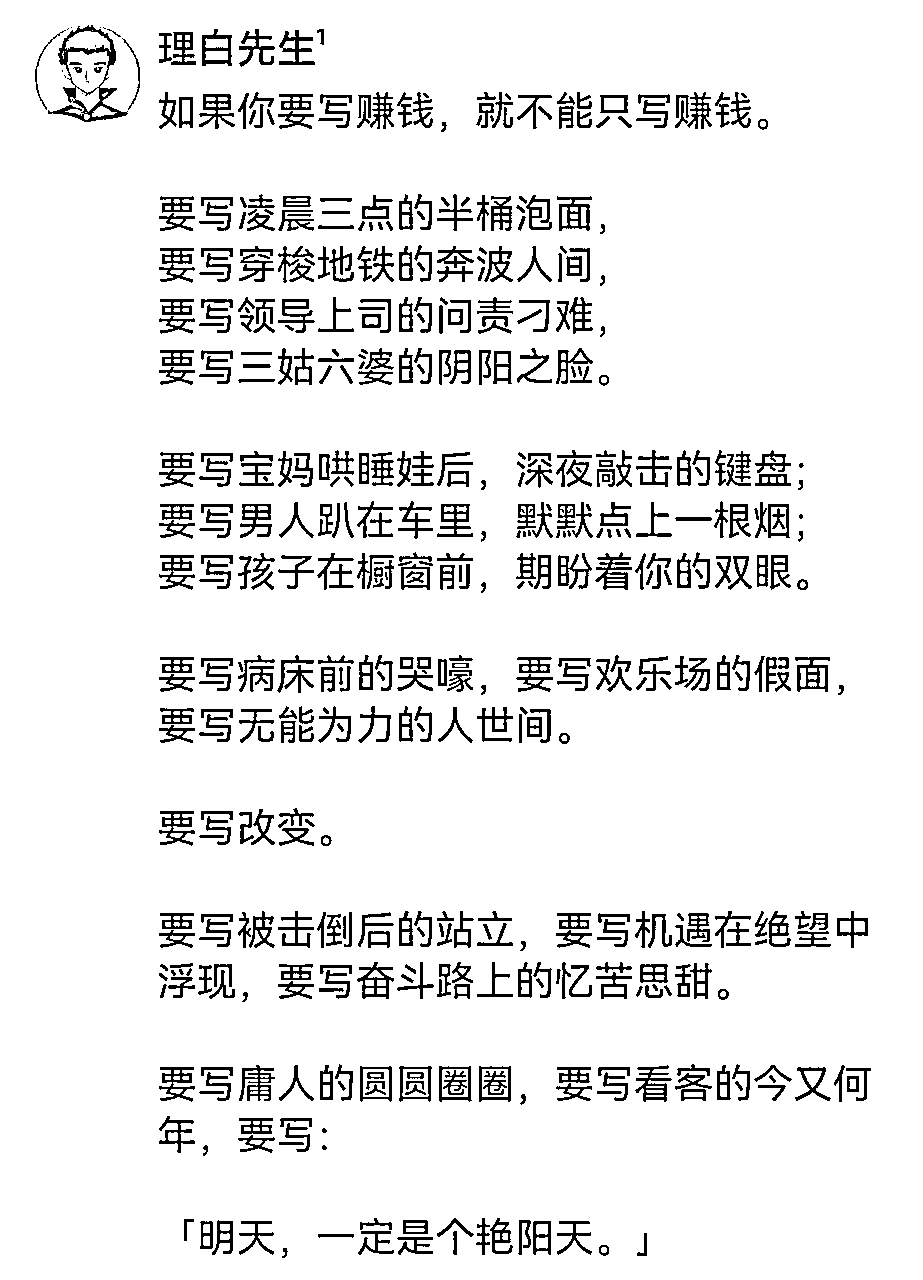 理白先生¹
如果你要写赚钱，就不能只写赚钱。
要写凌晨三点的半桶泡面，
要写穿梭地铁的奔波人间，
要写领导上司的问责刁难，
要写三姑六婆的阴阳之脸。
要写宝妈哄睡娃后，深夜敲击的键盘；
要写男人趴在车里，默默点上一根烟；
要写孩子在橱窗前，期盼着你的双眼。
要写病床前的哭嚎，要写欢乐场的假面，
要写无能为力的人世间。
要写改变。
要写被击倒后的站立，要写机遇在绝望中
浮现，要写奋斗路上的忆苦思甜。
要写庸人的圆圆圈圈，要写看客的今又何
年，要写：
「明天，一定是个艳阳天。」